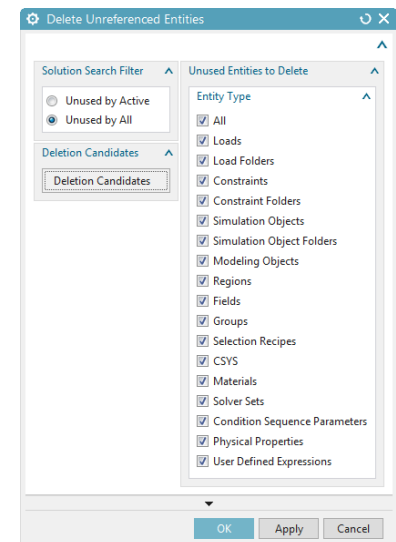 Delete Unreferenced Entities
Solution Search Filter
Unused by Active
Unused by All
Deletion Candidates
Deletion Candidates
Unused Entities to Delete
Entity Type
All
Loads
Load Folders
Constraints
Constraint Folders
Simulation Objects
Simulation Object Folders
Modeling Objects
Regions
Fields
Groups
Selection Recipes
CSYS
Materials
Solver Sets
Condition Sequence Parameters
Physical Properties
User Defined Expressions
OK Apply Cancel